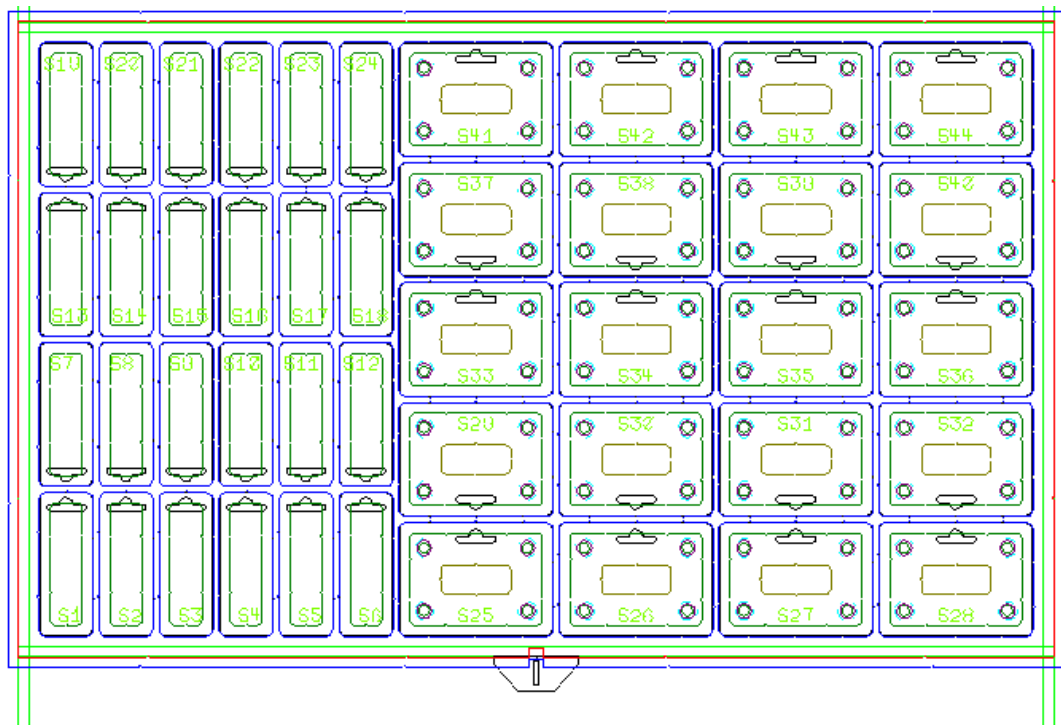 S19 S20 S21 S22 S23 S24
S41 S42 S43 S44
S37 S38 S39 S40
S13 S14 S15 S16 S17 S18
S7 S8 S9 S10 S11 S12
S33 S34 S35 S36
S29 S30 S31 S32
S1 S2 S3 S4 S5 S6 S25 S26 S27 S28